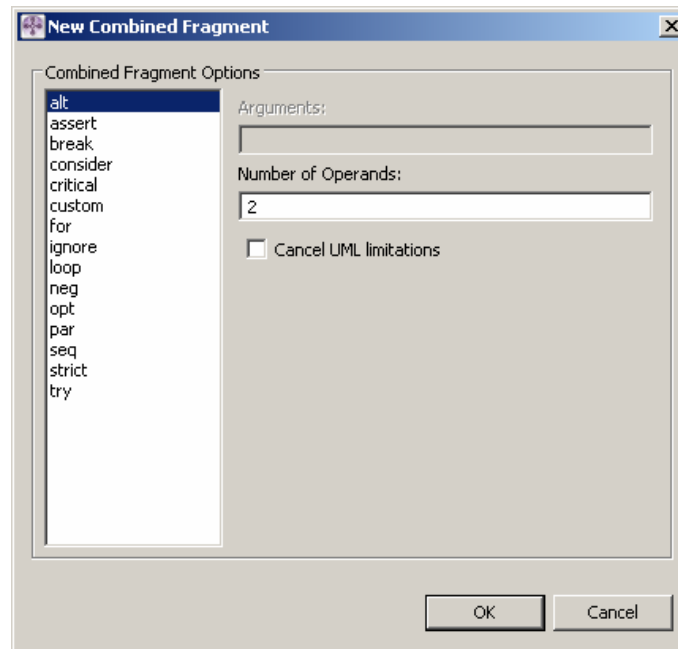 New Combined Fragment
Combined Fragment Options
alt
assert
break
consider
critical
custom
for
ignore
loop
neg
opt
par
seq
strict
try
Arguments:
Number of Operands:
2
Cancel UML limitations
OK
Cancel